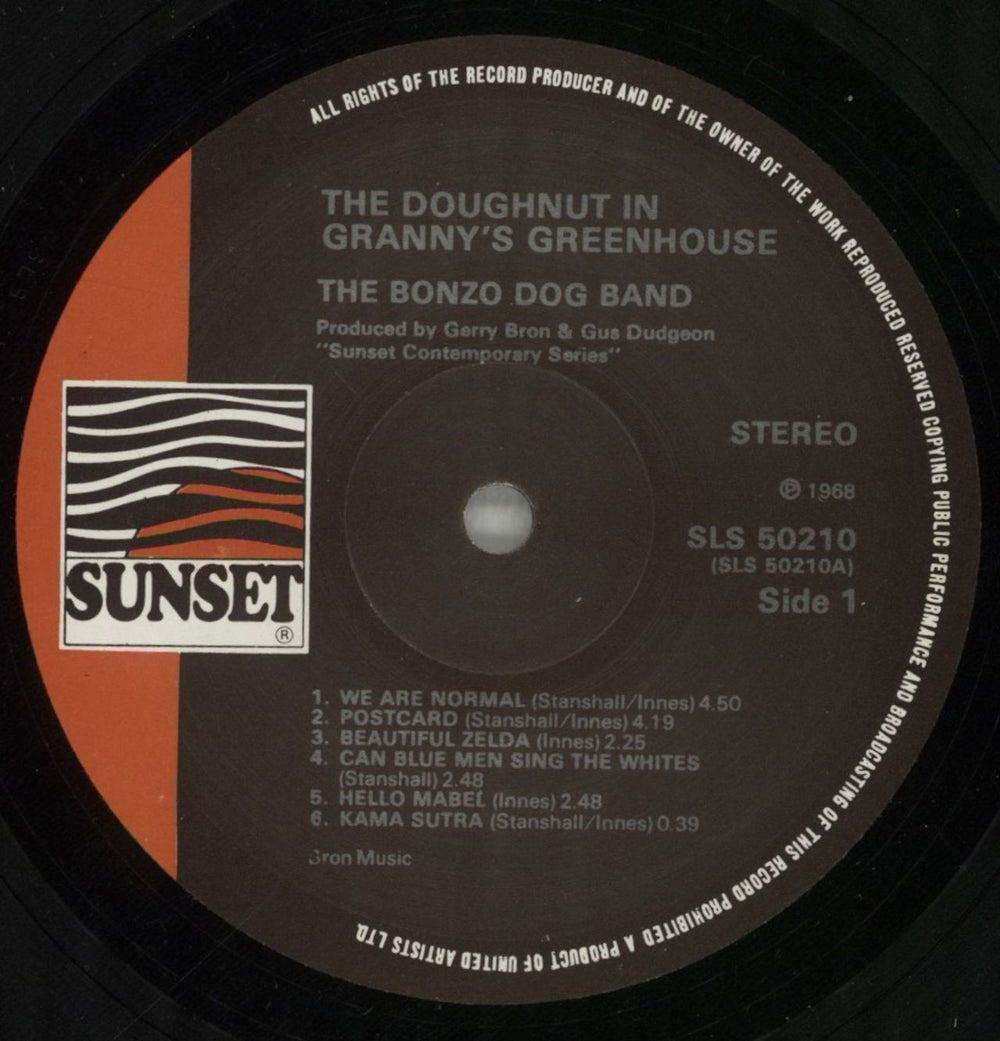 ALL RIGHTS OF THE RECORD PRODUCER AND OF THE OWNER OF THE WORK REPRODUCED RESERVED COPYING PUBLIC PERFORMANCE AND BROADCASTING OF THIS RECORD PROHIBITED A PRODUCT OF UNITED ARTISTS LTD.
THE DOUGHNUT IN
GRANNY'S GREENHOUSE
THE BONZO DOG BAND
Produced by Gerry Bron & Gus Dudgeon
"Sunset Contemporary Series"
STEREO
℗ 1968
SLS 50210
(SLS 50210A)
Side 1
SUNSET
®
1. WE ARE NORMAL (Stanshall/Innes) 4.50
2. POSTCARD (Stanshall/Innes) 4.19
3. BEAUTIFUL ZELDA (Innes) 2.25
4. CAN BLUE MEN SING THE WHITES
(Stanshall) 2.48
5. HELLO MABEL (Innes) 2.48
6. KAMA SUTRA (Stanshall/Innes) 0.39
Bron Music